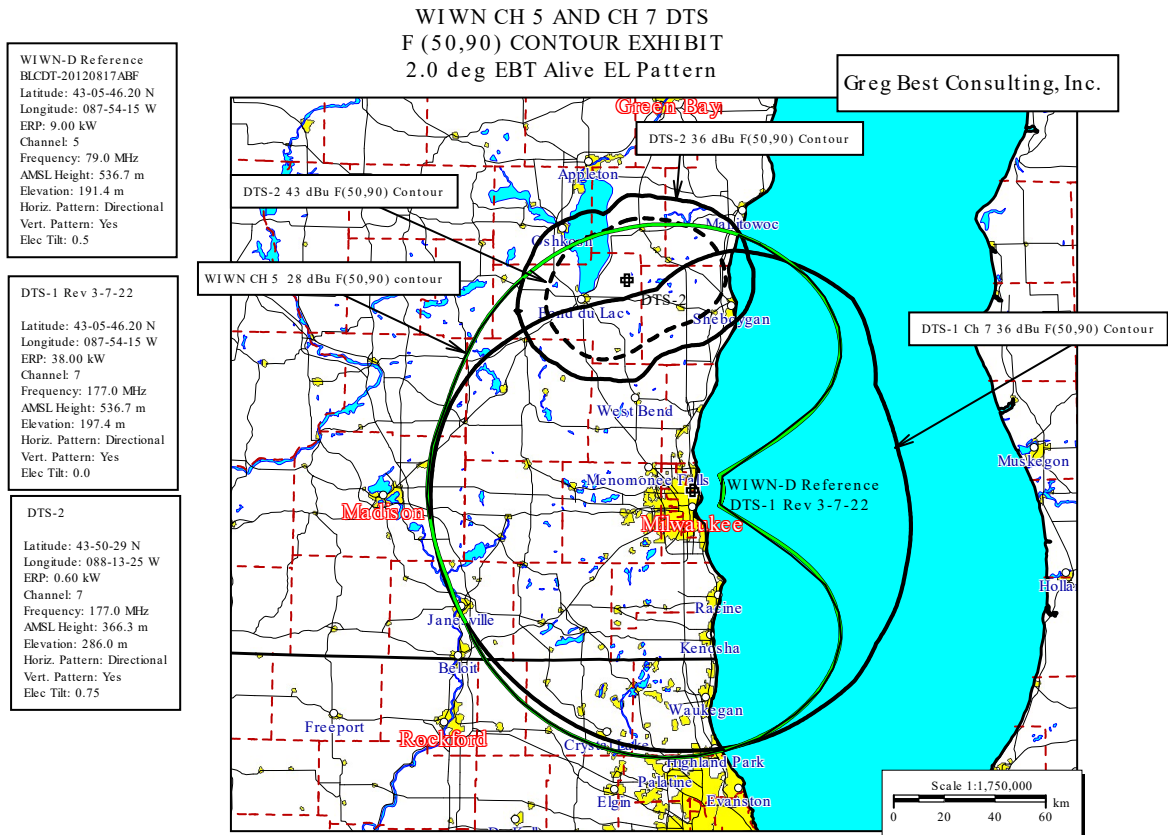 WIWN CH 5 AND CH 7 DTS
F (50,90) CONTOUR EXHIBIT
2.0 deg EBT Alive EL Pattern
Greg Best Consulting, Inc.
WIWN-D Reference
BLCDT-20120817ABF
Latitude: 43-05-46.20 N
Longitude: 087-54-15 W
ERP: 9.00 kW
Channel: 5
Frequency: 79.0 MHz
AMSL Height: 536.7 m
Elevation: 191.4 m
Horiz. Pattern: Directional
Vert. Pattern: Yes
Elec Tilt: 0.5
DTS-1 Rev 3-7-22
Latitude: 43-05-46.20 N
Longitude: 087-54-15 W
ERP: 38.00 kW
Channel: 7
Frequency: 177.0 MHz
AMSL Height: 536.7 m
Elevation: 197.4 m
Horiz. Pattern: Directional
Vert. Pattern: Yes
Elec Tilt: 0.0
DTS-2
Latitude: 43-50-29 N
Longitude: 088-13-25 W
ERP: 0.60 kW
Channel: 7
Frequency: 177.0 MHz
AMSL Height: 366.3 m
Elevation: 286.0 m
Horiz. Pattern: Directional
Vert. Pattern: Yes
Elec Tilt: 0.75
Green Bay
DTS-2 36 dBu F(50,90) Contour
Appleton
DTS-2 43 dBu F(50,90) Contour
Manitowoc
Oshkosh
WIWN CH 5 28 dBu F(50,90) contour
DTS-2
Fond du Lac
Sheboygan
DTS-1 Ch 7 36 dBu F(50,90) Contour
West Bend
Muskegon
Menomonee Falls
WIWN-D Reference
DTS-1 Rev 3-7-22
Madison
Milwaukee
Holla
Racine
Janesville
Kenosha
Beloit
Waukegan
Freeport
Rockford
Crystal Lake
Highland Park
Palatine
Elgin
Evanston
Scale 1:1,750,000
0 20 40 60 km